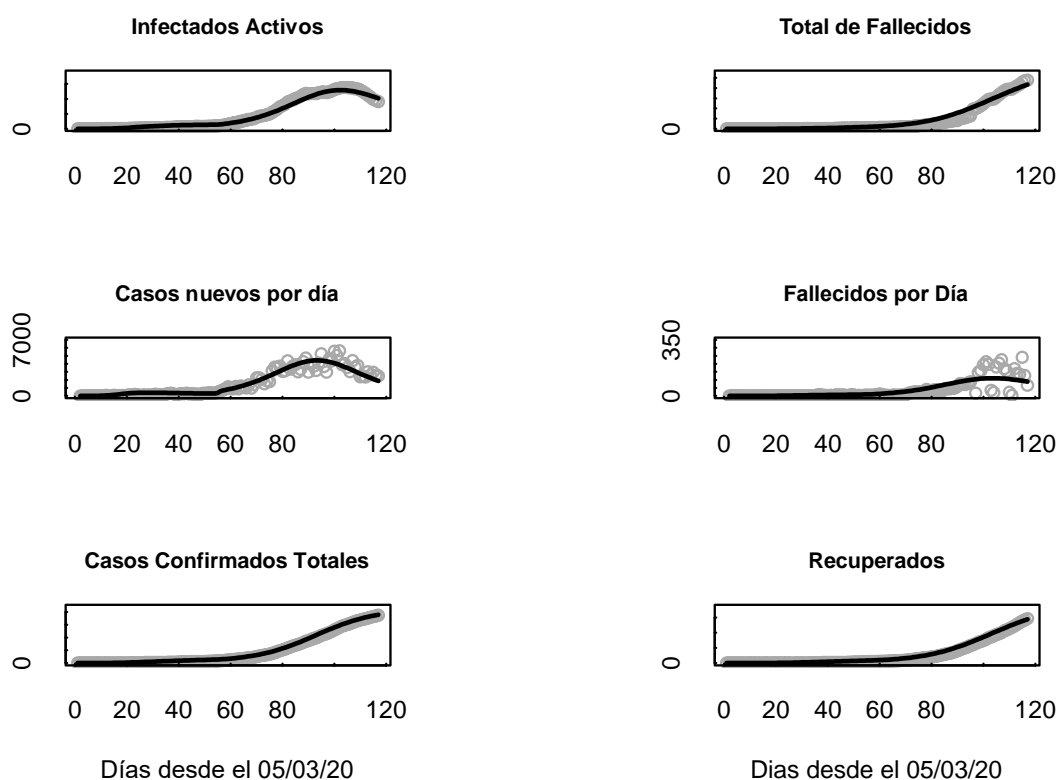 Infectados Activos
0
0 20 40 60 80 120
Total de Fallecidos
0
0 20 40 60 80 120
Casos nuevos por día
7000
0
0 20 40 60 80 120
Fallecidos por Día
350
0
0 20 40 60 80 120
Casos Confirmados Totales
0
0 20 40 60 80 120
Días desde el 05/03/20
Recuperados
0
0 20 40 60 80 120
Dias desde el 05/03/20